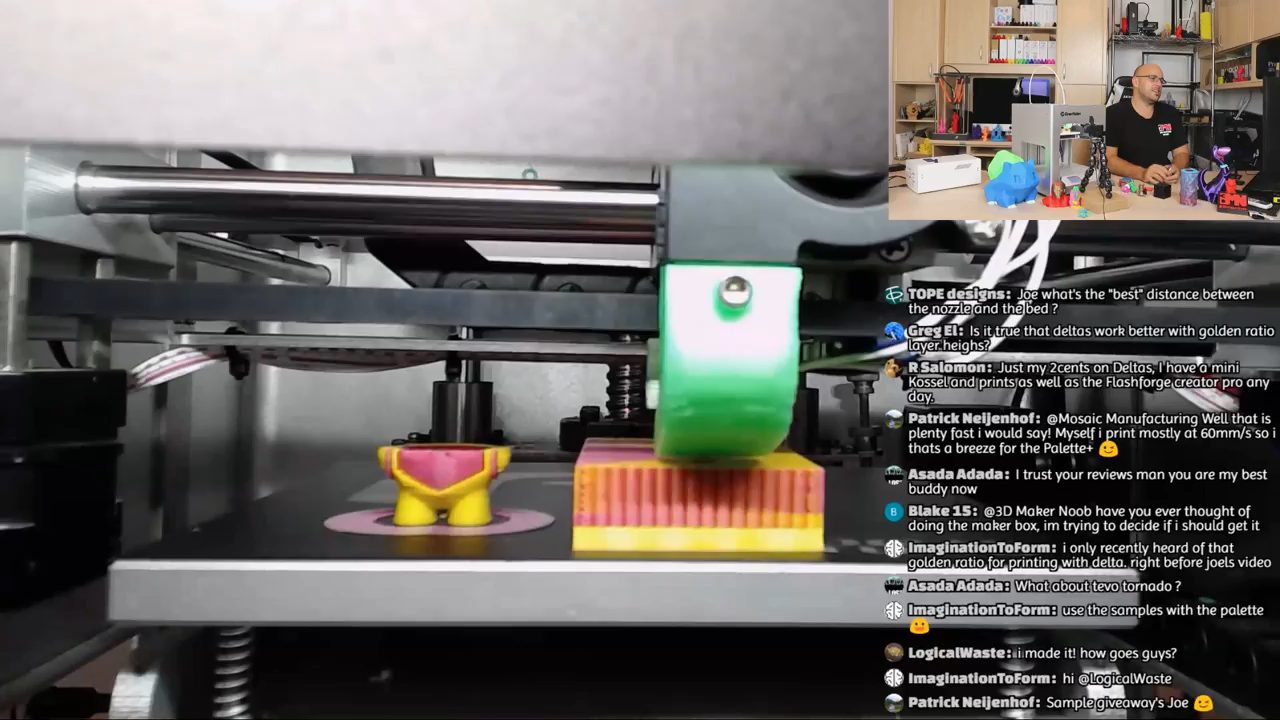 TOPE designs: Joe what's the "best" distance between
the nozzle and the bed ?
Greg El: Is it true that deltas work better with golden ratio
layer heighs?
R Salomon: Just my 2cents on Deltas, I have a mini
Kossel and prints as well as the Flashforge creator pro any
day.
Patrick Neijenhof: @Mosaic Manufacturing Well that is
plenty fast i would say! Myself i print mostly at 60mm/s so i
thats a breeze for the Palette+
Asada Adada: I trust your reviews man you are my best
buddy now
B Blake 15: @3D Maker Noob have you ever thought of
doing the maker box, im trying to decide if i should get it
ImaginationToForm: i only recently heard of that
golden ratio for printing with delta. right before joels video
Asada Adada: What about tevo tornado ?
ImaginationToForm: use the samples with the palette
LogicalWaste: i made it! how goes guys?
ImaginationToForm: hi @LogicalWaste
Patrick Neijenhof: Sample giveaway's Joe